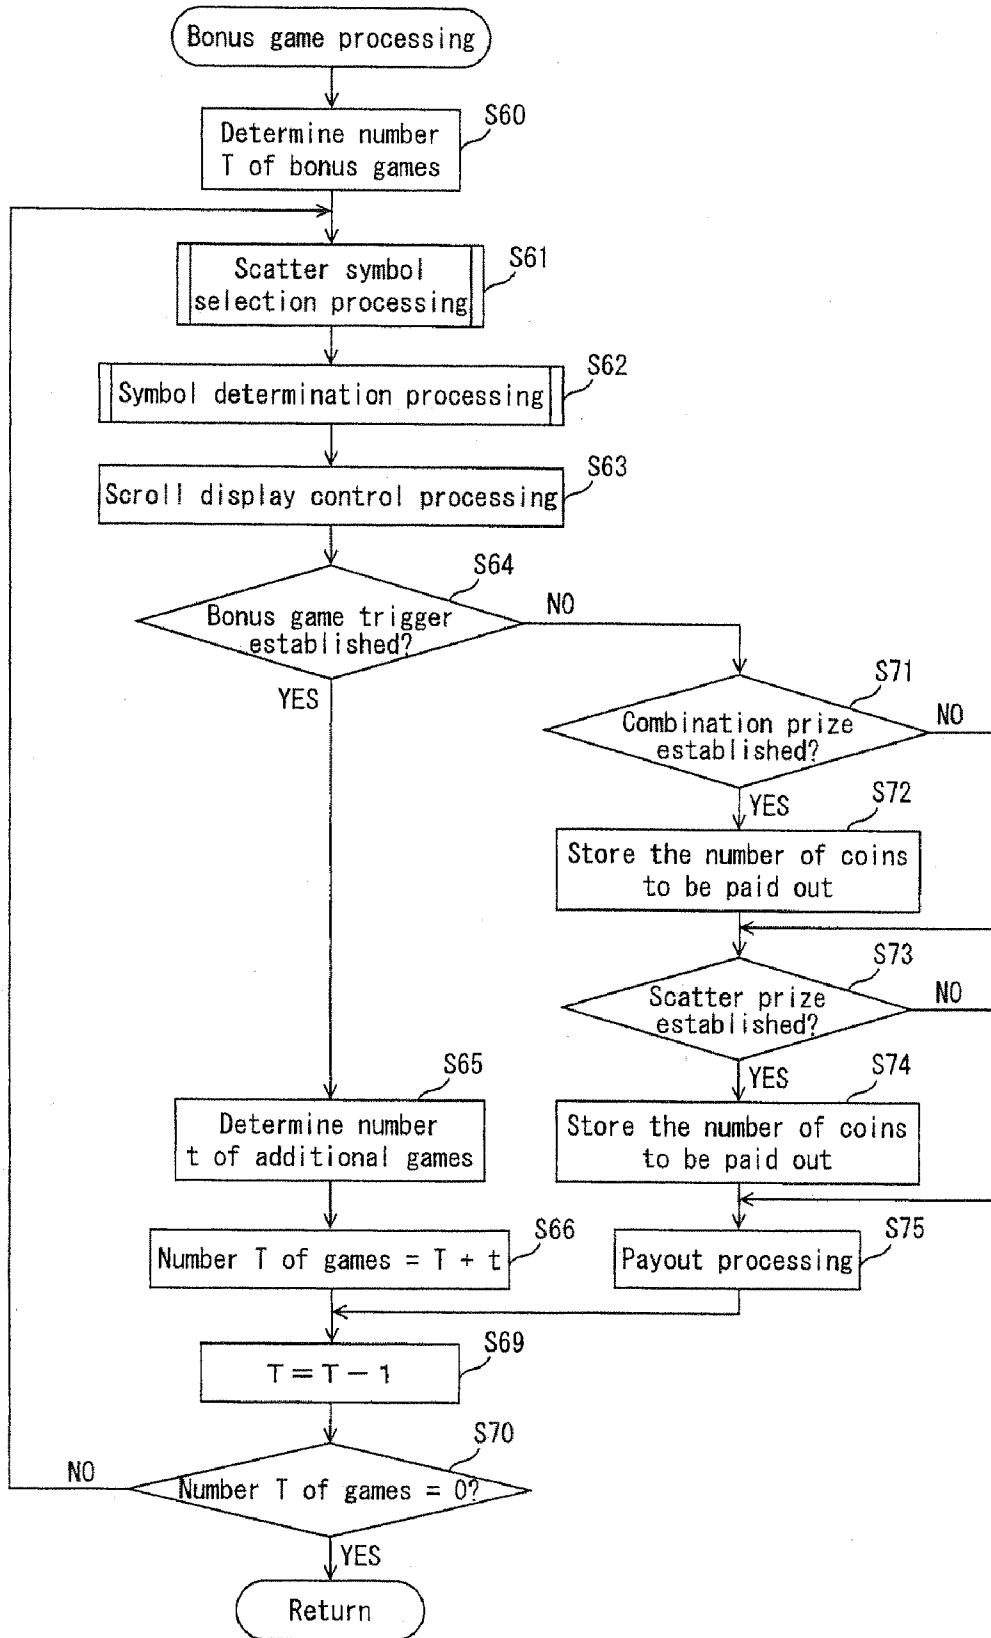 Bonus game processing
S60
Determine number
T of bonus games
S61
Scatter symbol
selection processing
S62
Symbol determination processing
S63
Scroll display control processing
S64
Bonus game trigger
established?
NO
YES
S71
Combination prize
established?
NO
YES
S72
Store the number of coins
to be paid out
S73
Scatter prize
established?
NO
YES
S74
Store the number of coins
to be paid out
S65
Determine number
t of additional games
S66
Number T of games = T + t
S75
Payout processing
S69
T = T - 1
S70
Number T of games = 0?
NO
YES
Return